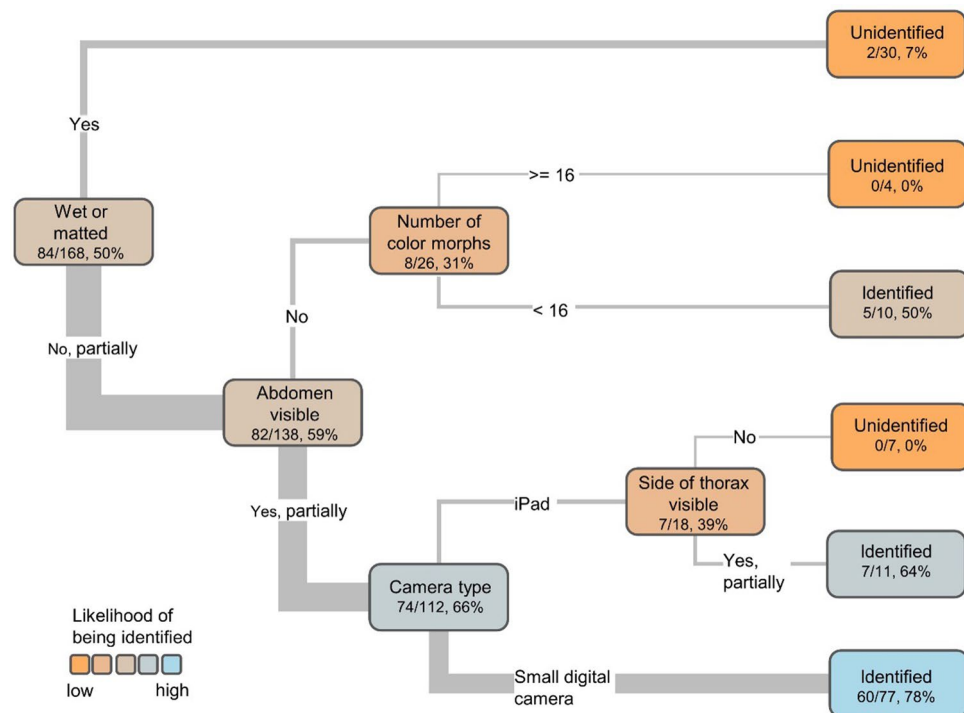 Unidentified
2/30, 7%
Yes
Unidentified
0/4, 0%
>= 16
Wet or
matted
84/168, 50%
Number of
color morphs
8/26, 31%
Identified
5/10, 50%
< 16
No
No, partially
Abdomen
visible
82/138, 59%
Unidentified
0/7, 0%
No
Side of thorax
visible
7/18, 39%
iPad
Yes, partially
Identified
7/11, 64%
Yes,
partially
Camera type
74/112, 66%
Likelihood of
being identified
low
high
Small digital
camera
Identified
60/77, 78%